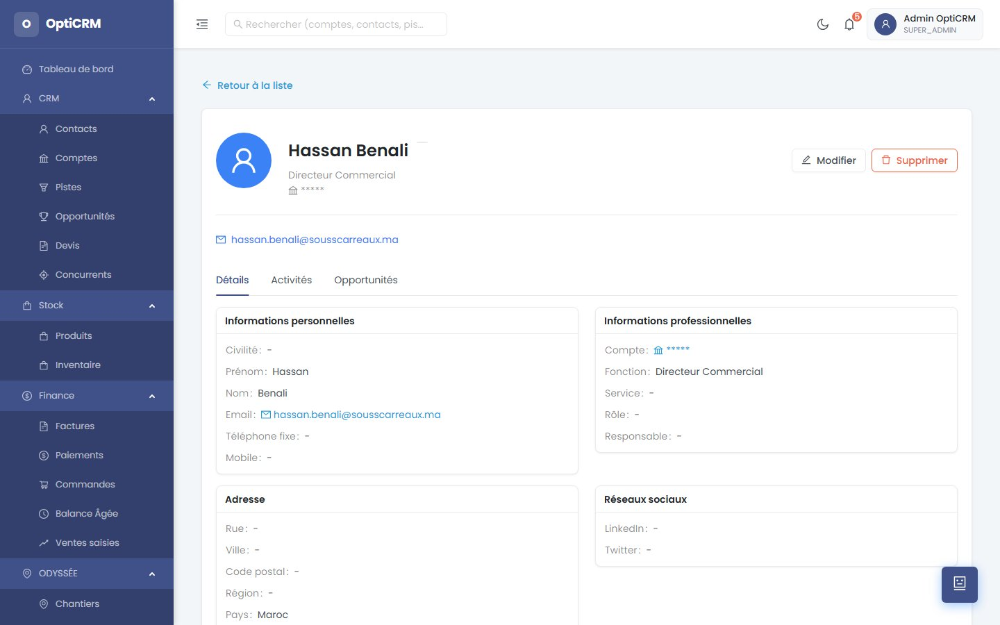 O OptiCRM
Rechercher (comptes, contacts, pis...
5
Admin OptiCRM
SUPER_ADMIN
Tableau de bord
CRM
Contacts
Comptes
Pistes
Opportunités
Devis
Concurrents
Stock
Produits
Inventaire
Finance
Factures
Paiements
Commandes
Balance Âgée
Ventes saisies
ODYSSÉE
Chantiers
Retour à la liste
Hassan Benali
Directeur Commercial
*****
Modifier
Supprimer
hassan.benali@sousscarreaux.ma
Détails Activités Opportunités
Informations personnelles
Civilité : -
Prénom : Hassan
Nom : Benali
Email : hassan.benali@sousscarreaux.ma
Téléphone fixe : -
Mobile : -
Informations professionnelles
Compte : *****
Fonction : Directeur Commercial
Service : -
Rôle : -
Responsable : -
Adresse
Rue : -
Ville : -
Code postal : -
Région : -
Pays : Maroc
Réseaux sociaux
LinkedIn : -
Twitter : -